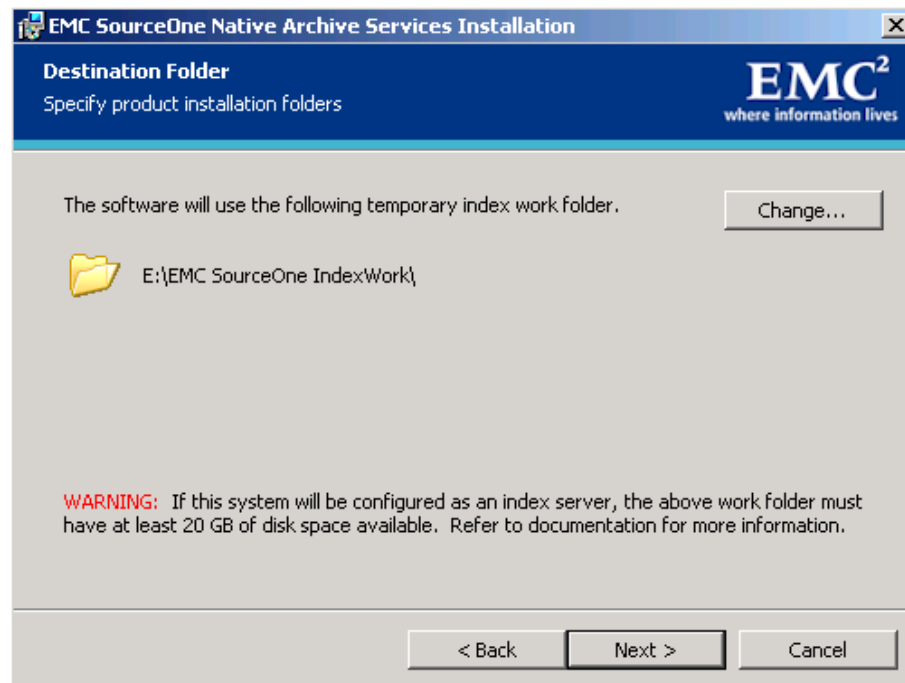 EMC SourceOne Native Archive Services Installation
Destination Folder
Specify product installation folders
EMC²
where information lives
The software will use the following temporary index work folder.
Change...
E:\EMC SourceOne IndexWork\
WARNING: If this system will be configured as an index server, the above work folder must
have at least 20 GB of disk space available. Refer to documentation for more information.
< Back
Next >
Cancel